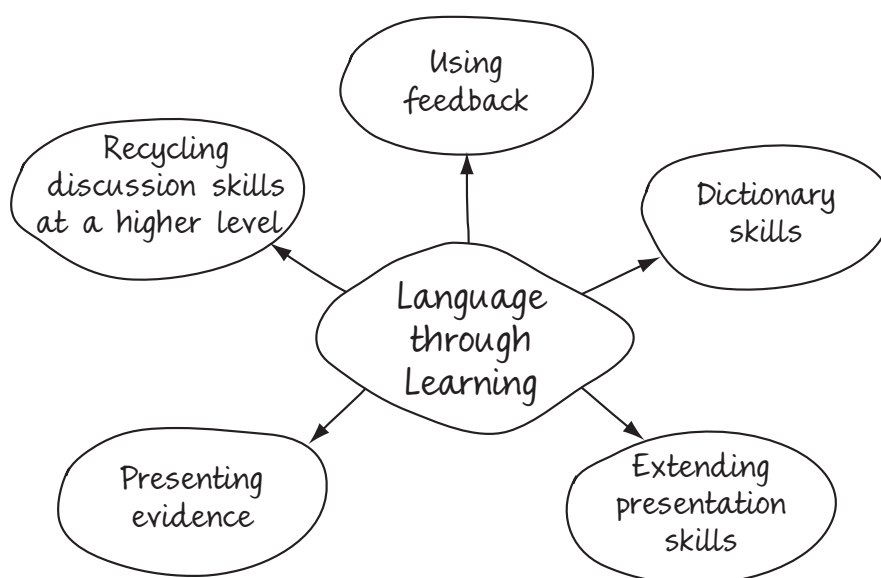 Using
feedback
Recycling
discussion skills
at a higher level
Dictionary
skills
Language
through
Learning
Presenting
evidence
Extending
presentation
skills